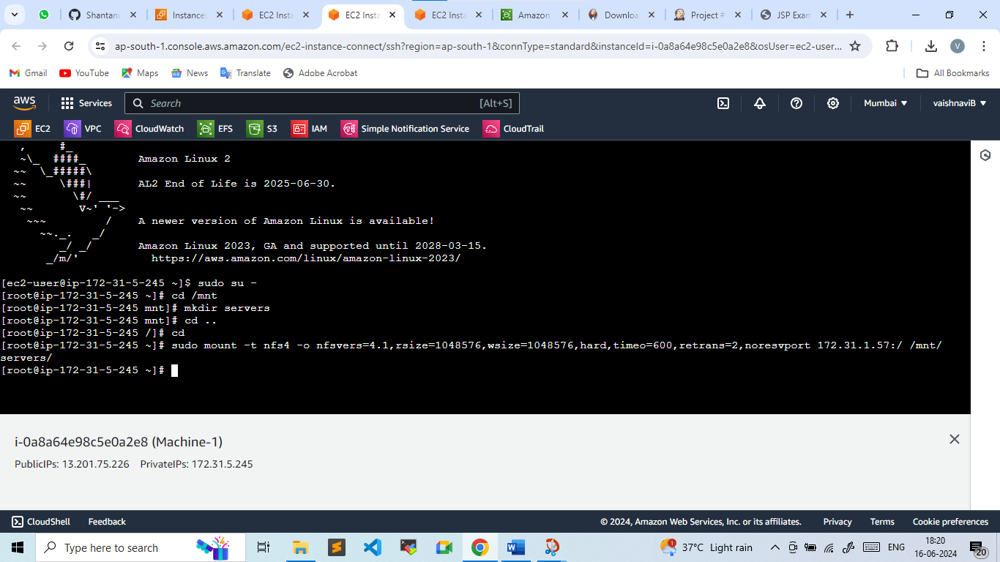 Shantanu
Instances
EC2 Insta
EC2 Insta
EC2 Insta
Amazon
Downloa
Project #
JSP Exam
ap-south-1.console.aws.amazon.com/ec2-instance-connect/ssh?region=ap-south-1&connType=standard&instanceId=i-0a8a64e98c5e0a2e8&osUser=ec2-user...
V
Gmail YouTube Maps News Translate Adobe Acrobat All Bookmarks
aws Services Search [Alt+S] Mumbai vaishnaviB
EC2 VPC CloudWatch EFS S3 IAM Simple Notification Service CloudTrail
   ,     #_
   ~\_  ####_        Amazon Linux 2
  ~~  \_#####\
  ~~     \###|       AL2 End of Life is 2025-06-30.
  ~~       \#/ ___
   ~~       V~' '->
    ~~~         /    A newer version of Amazon Linux is available!
      ~~._.   _/
         _/ _/       Amazon Linux 2023, GA and supported until 2028-03-15.
       _/m/'           https://aws.amazon.com/linux/amazon-linux-2023/
[ec2-user@ip-172-31-5-245 ~]$ sudo su -
[root@ip-172-31-5-245 ~]# cd /mnt
[root@ip-172-31-5-245 mnt]# mkdir servers
[root@ip-172-31-5-245 mnt]# cd ..
[root@ip-172-31-5-245 /]# cd
[root@ip-172-31-5-245 ~]# sudo mount -t nfs4 -o nfsvers=4.1,rsize=1048576,wsize=1048576,hard,timeo=600,retrans=2,noresvport 172.31.1.57:/ /mnt/
servers/
[root@ip-172-31-5-245 ~]#
i-0a8a64e98c5e0a2e8 (Machine-1)
PublicIPs: 13.201.75.226 PrivateIPs: 172.31.5.245
CloudShell Feedback © 2024, Amazon Web Services, Inc. or its affiliates. Privacy Terms Cookie preferences
Type here to search 37°C Light rain ENG 18:20
16-06-2024 20